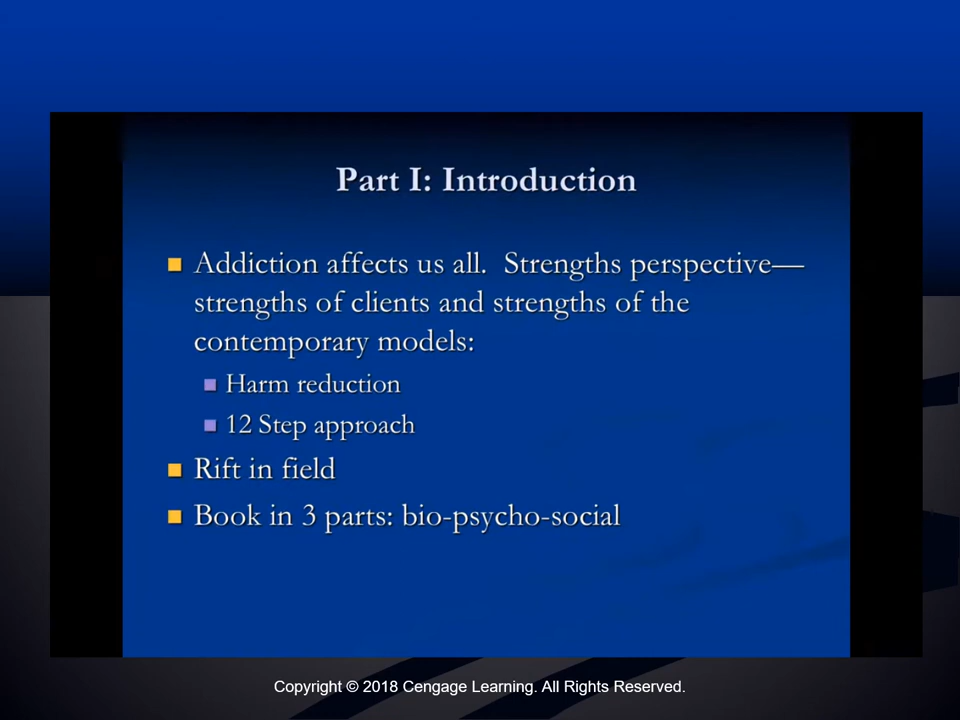 Part I: Introduction
Addiction affects us all.  Strengths perspective—
strengths of clients and strengths of the
contemporary models:
Harm reduction
12 Step approach
Rift in field
Book in 3 parts: bio-psycho-social
Copyright © 2018 Cengage Learning. All Rights Reserved.